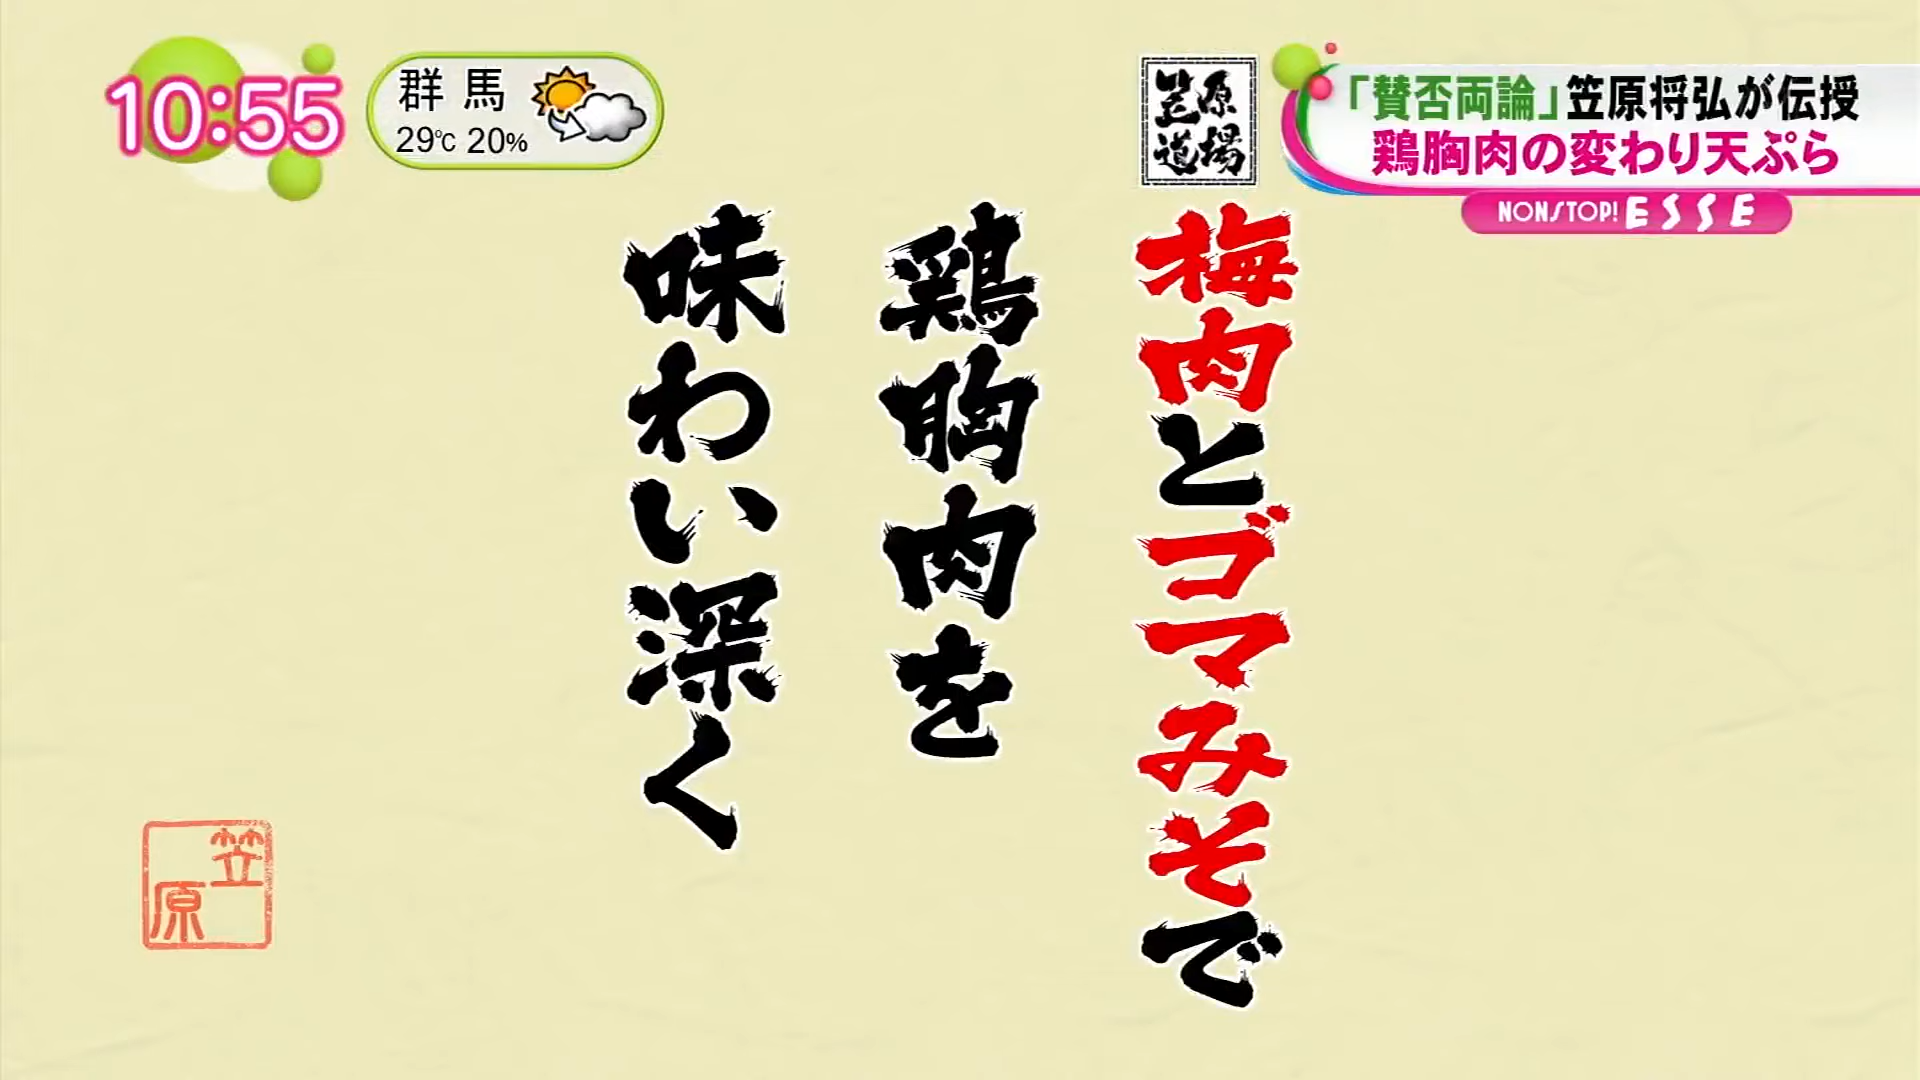 10:55
群馬
29℃ 20%
笠原
道場
「賛否両論」笠原将弘が伝授
鶏胸肉の変わり天ぷら
NONSTOP! ESSE
梅肉とゴマみそで
鶏胸肉を
味わい深く
笠原